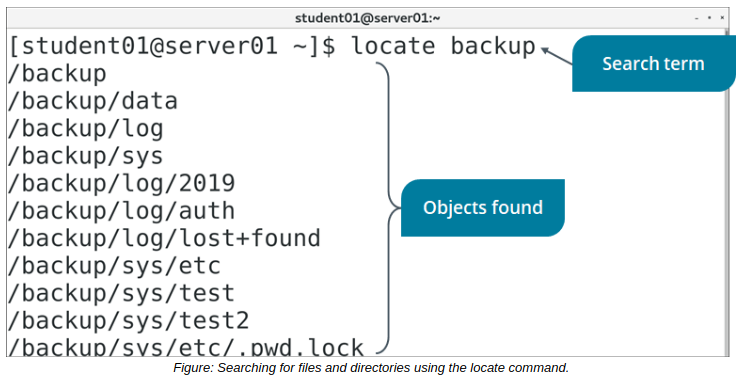 student01@server01:~
[student01@server01 ~]$ locate backup
Search term
/backup
/backup/data
/backup/log
/backup/sys
/backup/log/2019
/backup/log/auth
Objects found
/backup/log/lost+found
/backup/sys/etc
/backup/sys/test
/backup/sys/test2
/backup/sys/etc/.pwd.lock
Figure: Searching for files and directories using the locate command.